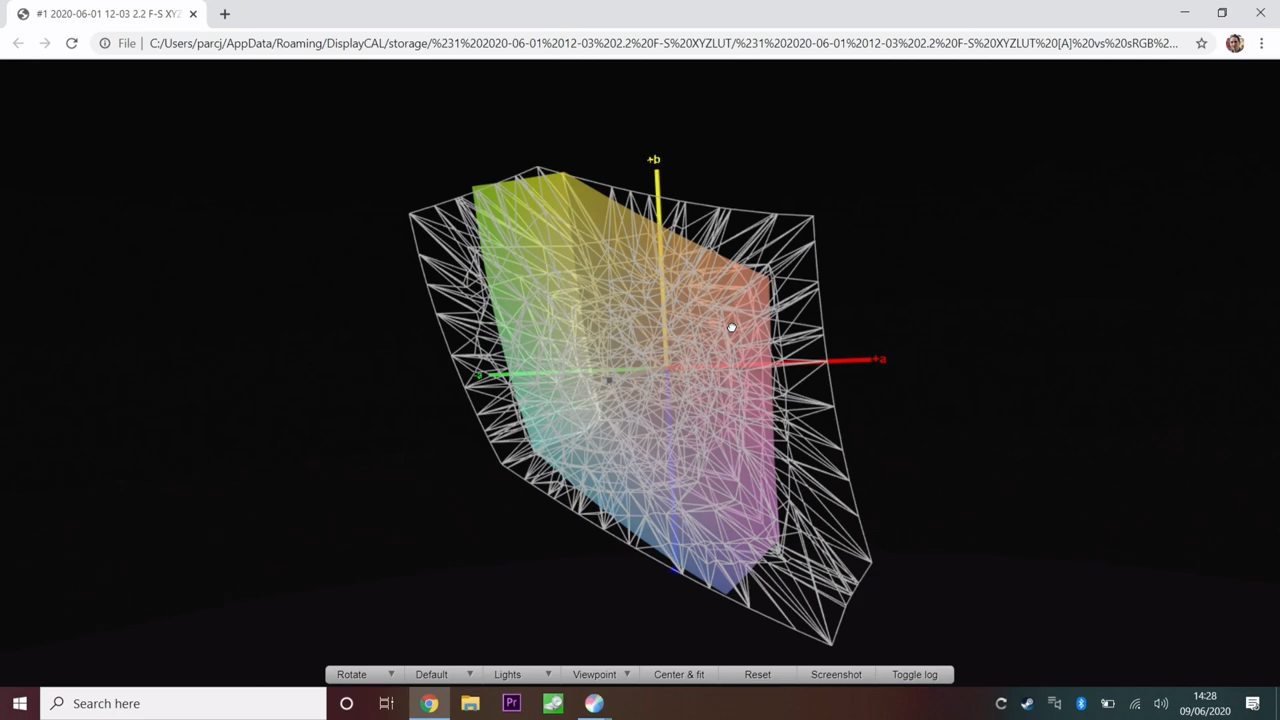 #1 2020-06-01 12-03 2.2 F-S XYZ
File
C:/Users/parcj/AppData/Roaming/DisplayCAL/storage/%231%202020-06-01%2012-03%202.2%20F-S%20XYZLUT/%231%202020-06-01%2012-03%202.2%20F-S%20XYZLUT%20[A]%20vs%20sRGB%2...
+b
+a
-a
Rotate
Default
Lights
Viewpoint
Center & fit
Reset
Screenshot
Toggle log
Search here
Pr
14:28
09/06/2020